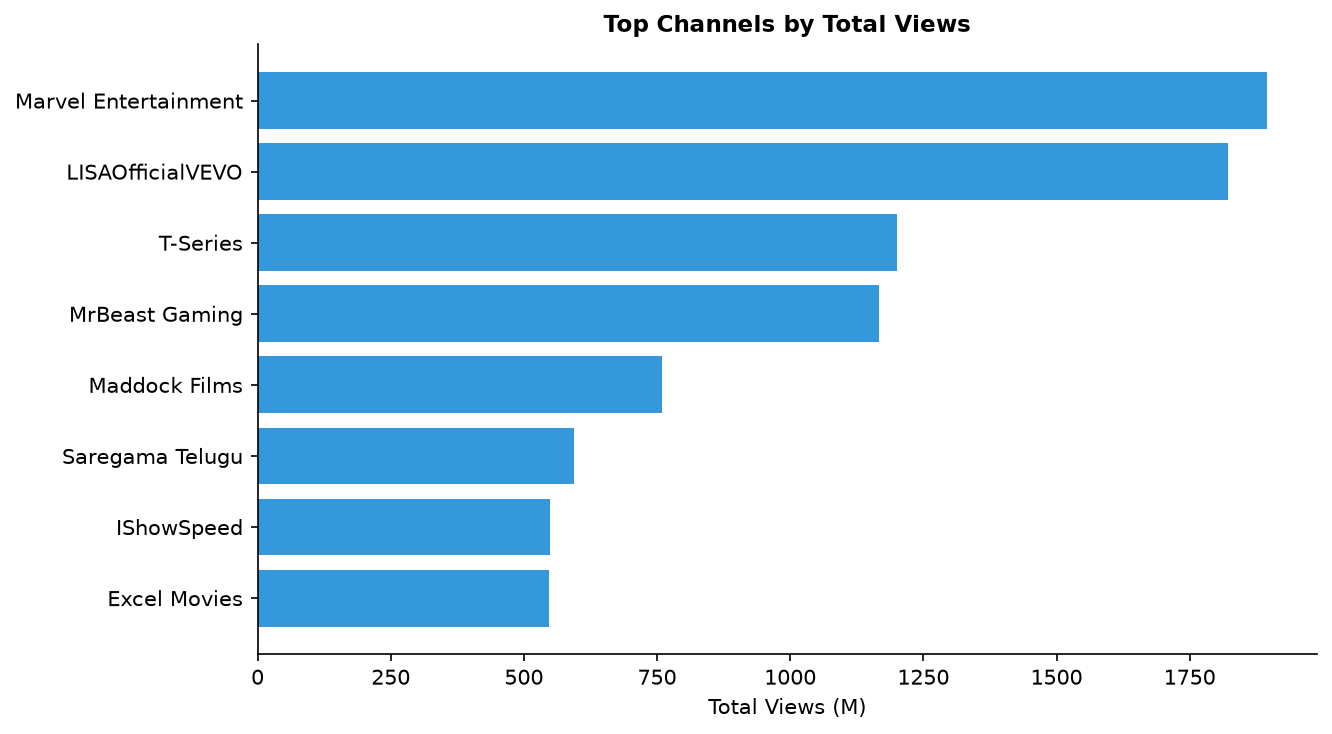 Top Channels by Total Views
Marvel Entertainment
LISAOfficialVEVO
T-Series
MrBeast Gaming
Maddock Films
Saregama Telugu
IShowSpeed
Excel Movies
0 250 500 750 1000 1250 1500 1750
Total Views (M)